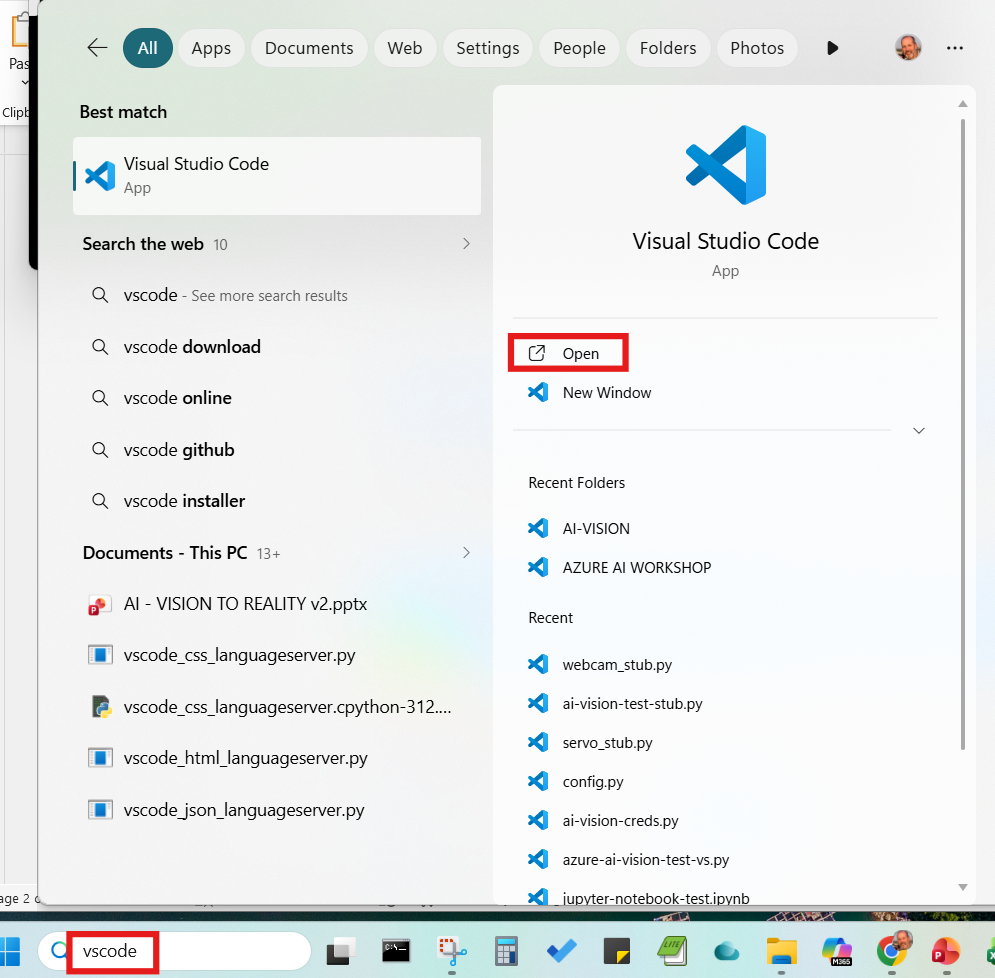 Pas
Clipb
All
Apps
Documents
Web
Settings
People
Folders
Photos
Best match
Visual Studio Code
App
Search the web 10
vscode - See more search results
vscode download
vscode online
vscode github
vscode installer
Documents - This PC 13+
AI - VISION TO REALITY v2.pptx
vscode_css_languageserver.py
vscode_css_languageserver.cpython-312....
vscode_html_languageserver.py
vscode_json_languageserver.py
Visual Studio Code
App
Open
New Window
Recent Folders
AI-VISION
AZURE AI WORKSHOP
Recent
webcam_stub.py
ai-vision-test-stub.py
servo_stub.py
config.py
ai-vision-creds.py
azure-ai-vision-test-vs.py
jupyter-notebook-test.ipynb
age 2 o
vscode
C:\_
LITE
M365